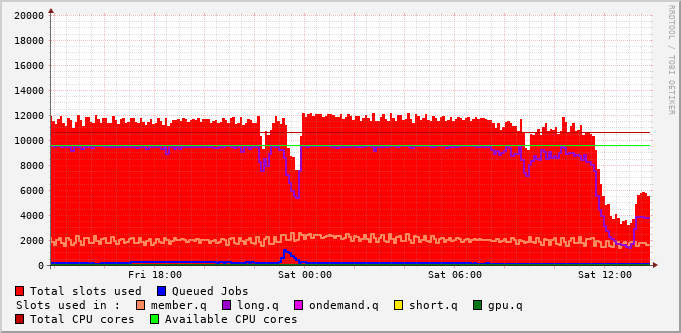 20000
18000
16000
14000
12000
10000
8000
6000
4000
2000
0
Fri 18:00 Sat 00:00 Sat 06:00 Sat 12:00
Total slots used Queued Jobs
Slots used in : member.q long.q ondemand.q short.q gpu.q
Total CPU cores Available CPU cores
RRDTOOL / TOBI OETIKER